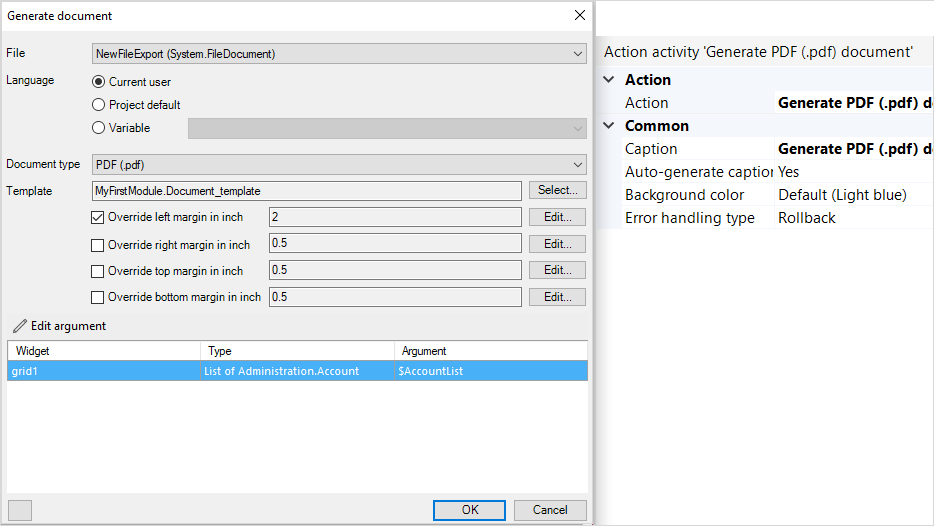 Generate document
File
NewFileExport (System.FileDocument)
Language
Current user
Project default
Variable
Document type
PDF (.pdf)
Template
MyFirstModule.Document_template
Select...
Override left margin in inch
2
Edit...
Override right margin in inch
0.5
Edit...
Override top margin in inch
0.5
Edit...
Override bottom margin in inch
0.5
Edit...
Edit argument
Widget Type Argument
grid1 List of Administration.Account $AccountList
OK Cancel
Action activity 'Generate PDF (.pdf) document'
Action
Action Generate PDF (.pdf) d
Common
Caption Generate PDF (.pdf) d
Auto-generate caption Yes
Background color Default (Light blue)
Error handling type Rollback